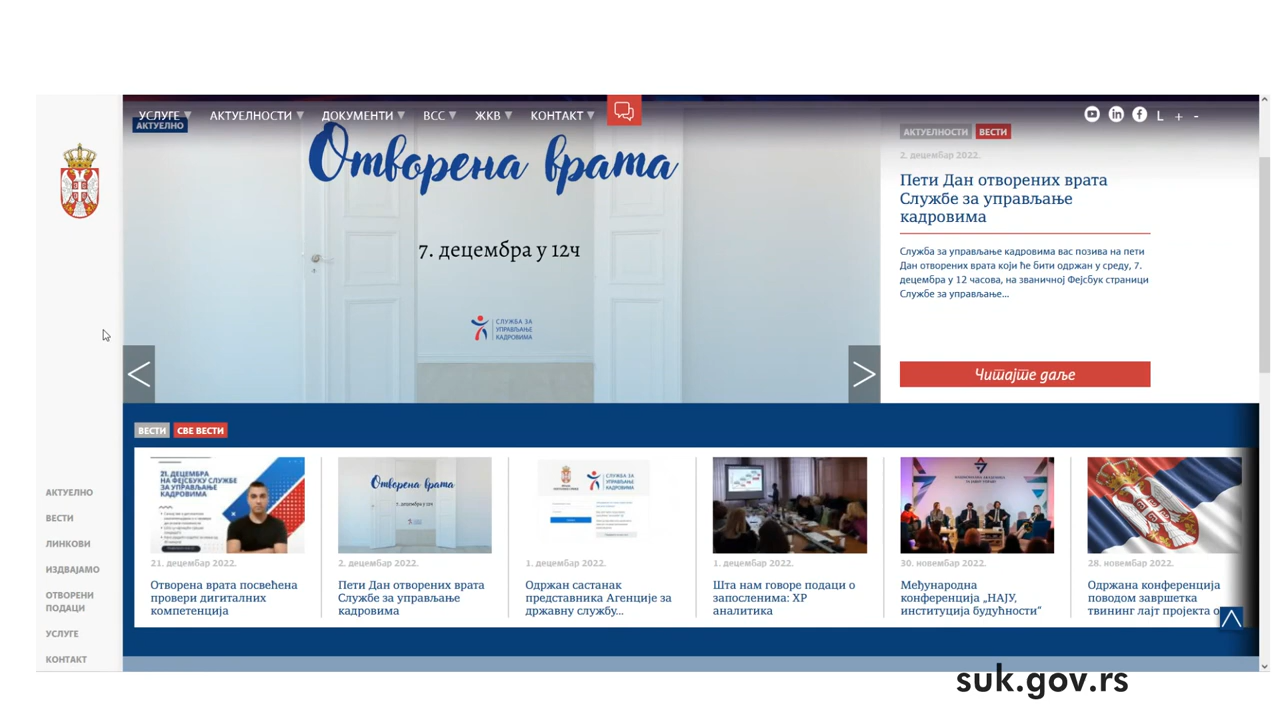 УСЛУГЕ
АКТУЕЛНОСТИ
ДОКУМЕНТИ
ВСС
ЖКВ
КОНТАКТ
L + -
АКТУЕЛНО
Отворена врата
7. децембра у 12ч
СЛУЖБА ЗА
УПРАВЉАЊЕ
КАДРОВИМА
АКТУЕЛНОСТИ ВЕСТИ
2. децембар 2022.
Пети Дан отворених врата
Службе за управљање
кадровима
Служба за управљање кадровима вас позива на пети
Дан отворених врата који ће бити одржан у среду, 7.
децембра у 12 часова, на званичној Фејсбук страници
Службе за управљање...
Читајте даље
ВЕСТИ СВЕ ВЕСТИ
21. ДЕЦЕМБРА
НА ФЕЈСБУКУ СЛУЖБЕ
ЗА УПРАВЉАЊЕ
КАДРОВИМА
21. децембар 2022.
Отворена врата посвећена
провери дигиталних
компетенција
Отворена врата
2. децембар 2022.
Пети Дан отворених врата
Службе за управљање
кадровима
СЛУЖБА ЗА
УПРАВЉАЊЕ
КАДРОВИМА
1. децембар 2022.
Одржан састанак
представника Агенције за
државну службу...
1. децембар 2022.
Шта нам говоре подаци о
запосленима: ХР
аналитика
30. новембар 2022.
Међународна
конференција „НАЈУ,
институција будућности“
28. новембар 2022.
Одржана конференција
поводом завршетка
твининг лајт пројекта о
АКТУЕЛНО
ВЕСТИ
ЛИНКОВИ
ИЗДВАЈАМО
ОТВОРЕНИ
ПОДАЦИ
УСЛУГЕ
КОНТАКТ
suk.gov.rs